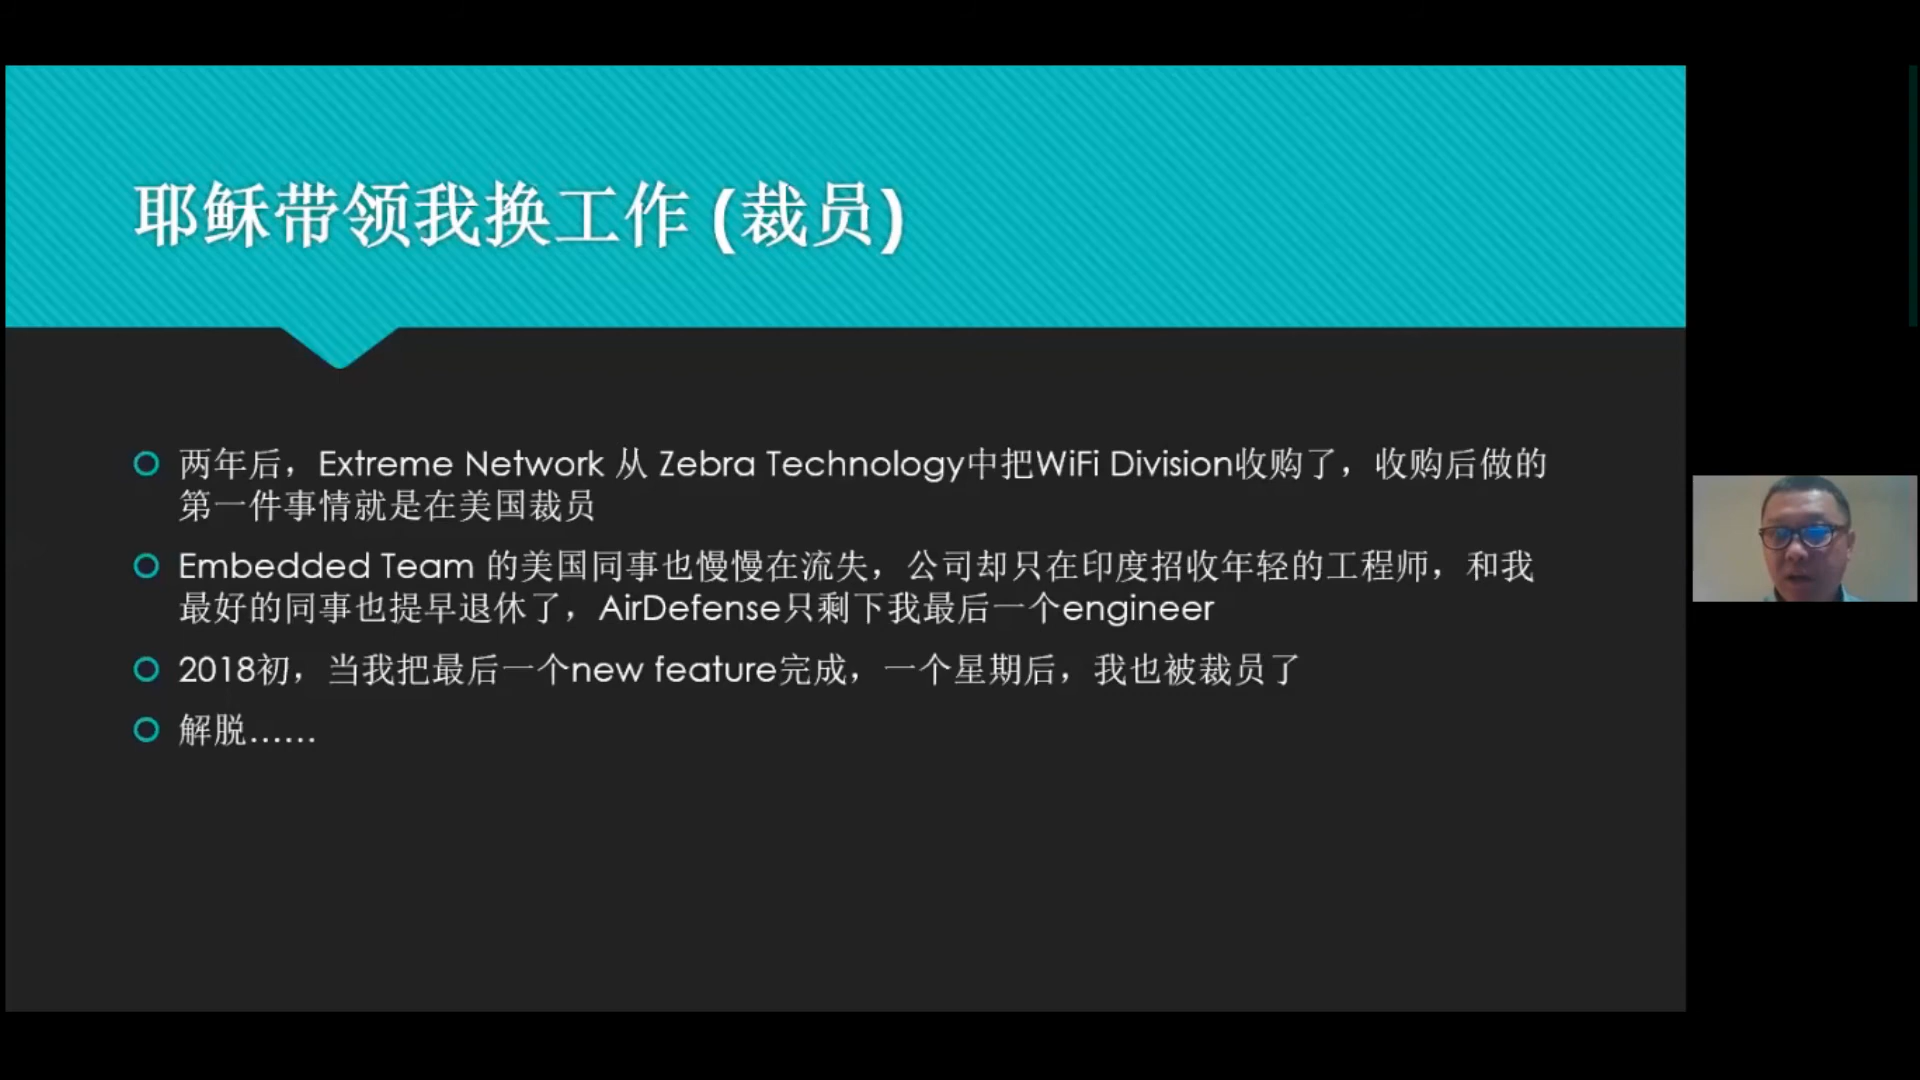 耶稣带领我换工作 (裁员)
两年后，Extreme Network 从 Zebra Technology中把WiFi Division收购了，收购后做的
第一件事情就是在美国裁员
Embedded Team 的美国同事也慢慢在流失，公司却只在印度招收年轻的工程师，和我
最好的同事也提早退休了，AirDefense只剩下我最后一个engineer
2018初，当我把最后一个new feature完成，一个星期后，我也被裁员了
解脱……